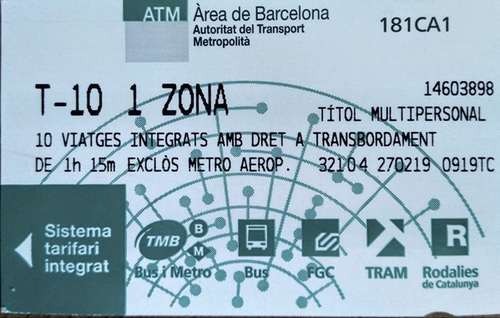 ATM Àrea de Barcelona
Autoritat del Transport
Metropolità
181CA1
14603898
T-10 1 ZONA
TÍTOL MULTIPERSONAL
10 VIATGES INTEGRATS AMB DRET A TRANSBORDAMENT
DE 1h 15m EXCLÒS METRO AEROP. 32104 270219 0919TC
Sistema
tarifari
integrat
TMB
B
M
R
Bus i Metro
Bus
FGC
TRAM
Rodalies
de Catalunya